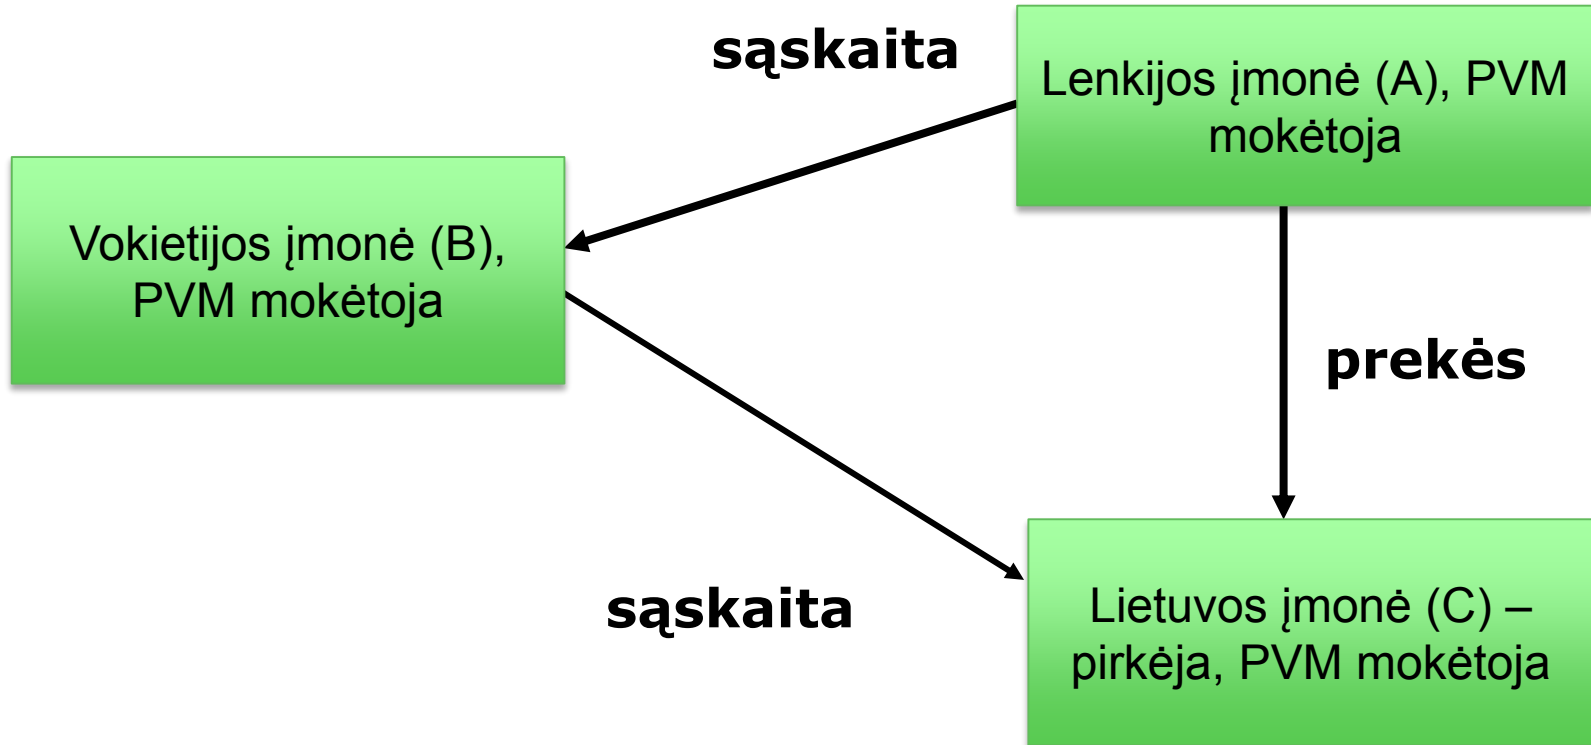 sąskaita
Lenkijos įmonė (A), PVM
mokėtoja
Vokietijos įmonė (B),
PVM mokėtoja
prekės
sąskaita
Lietuvos įmonė (C) –
pirkėja, PVM mokėtoja